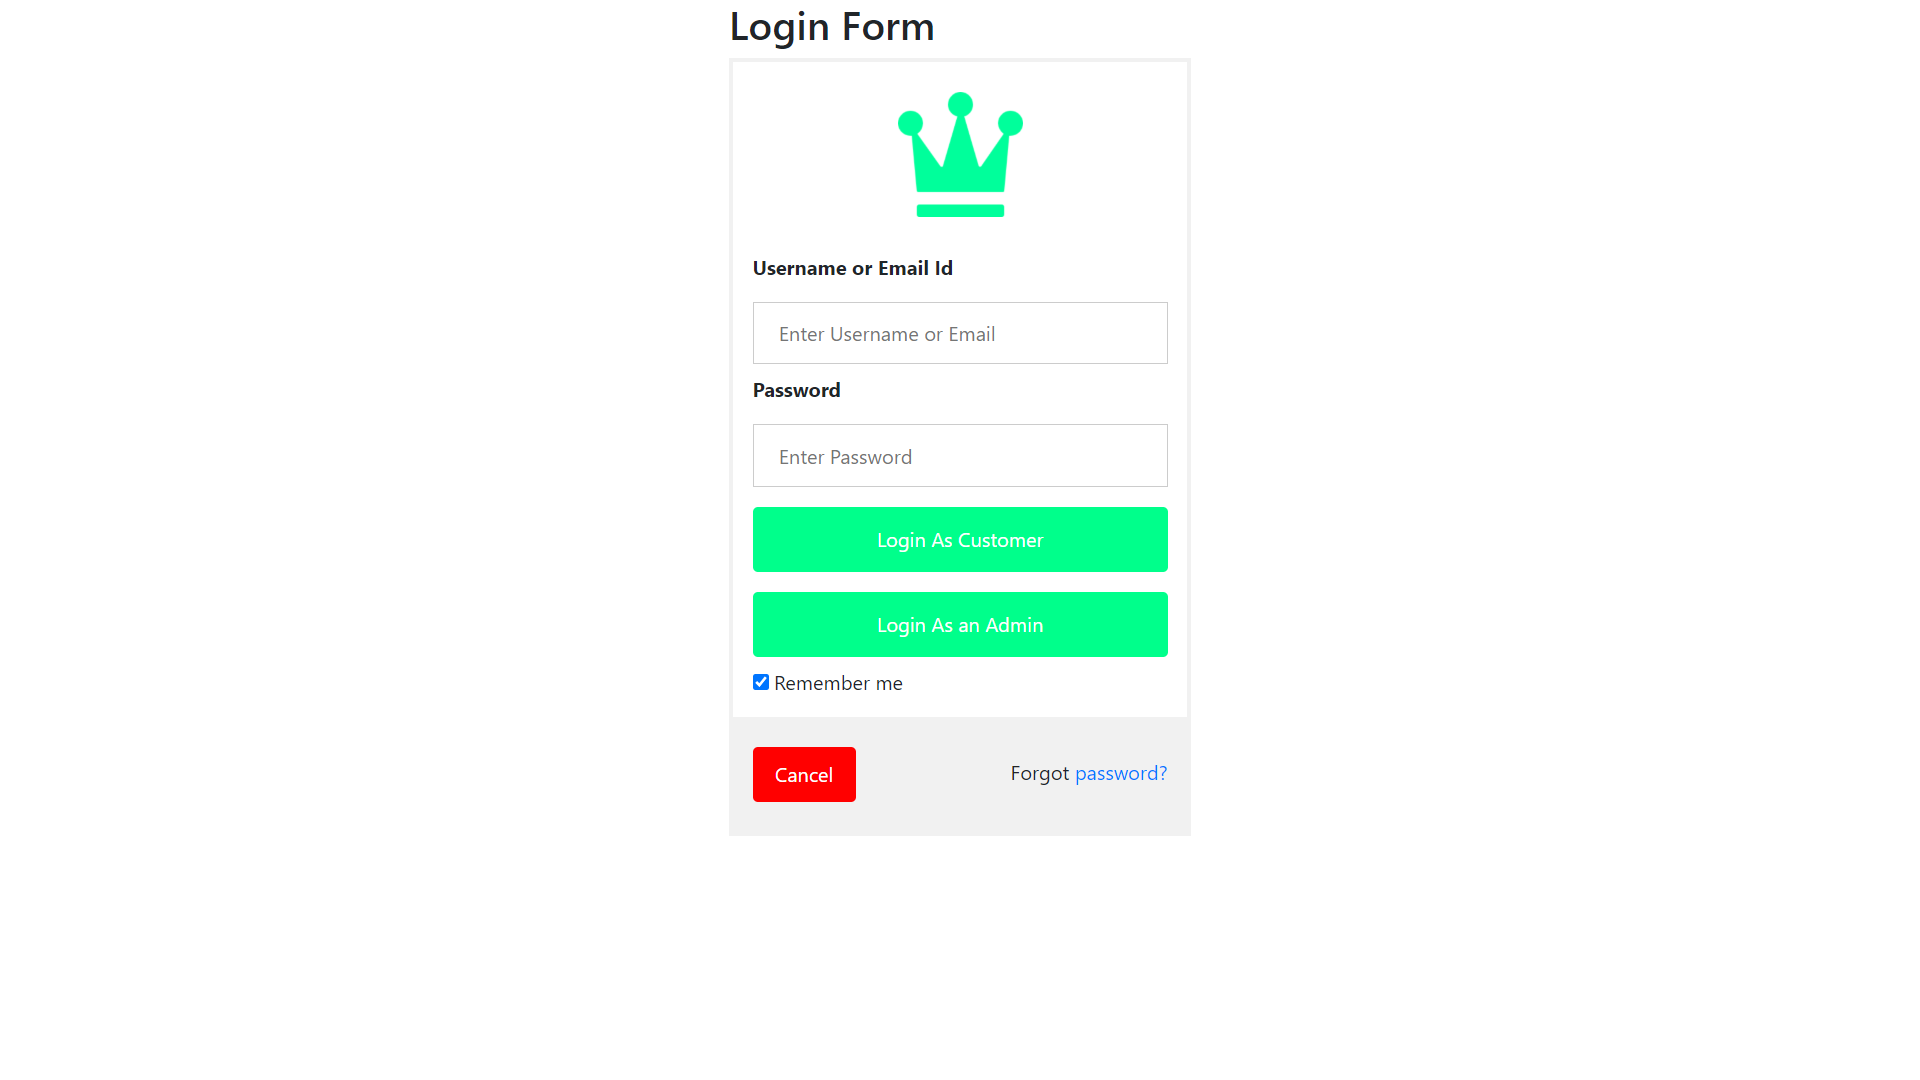 Login Form
Username or Email Id
Enter Username or Email
Password
Enter Password
Login As Customer
Login As an Admin
Remember me
Cancel
Forgot password?